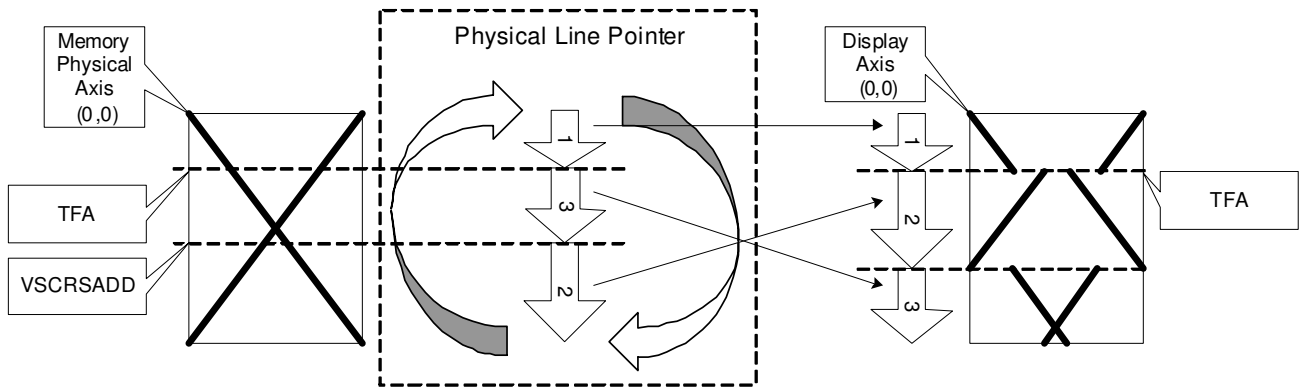 Physical Line Pointer
Memory
Physical
Axis
(0,0)
Display
Axis
(0,0)
1
3
2
1
2
3
TFA
VSCRSADD
TFA